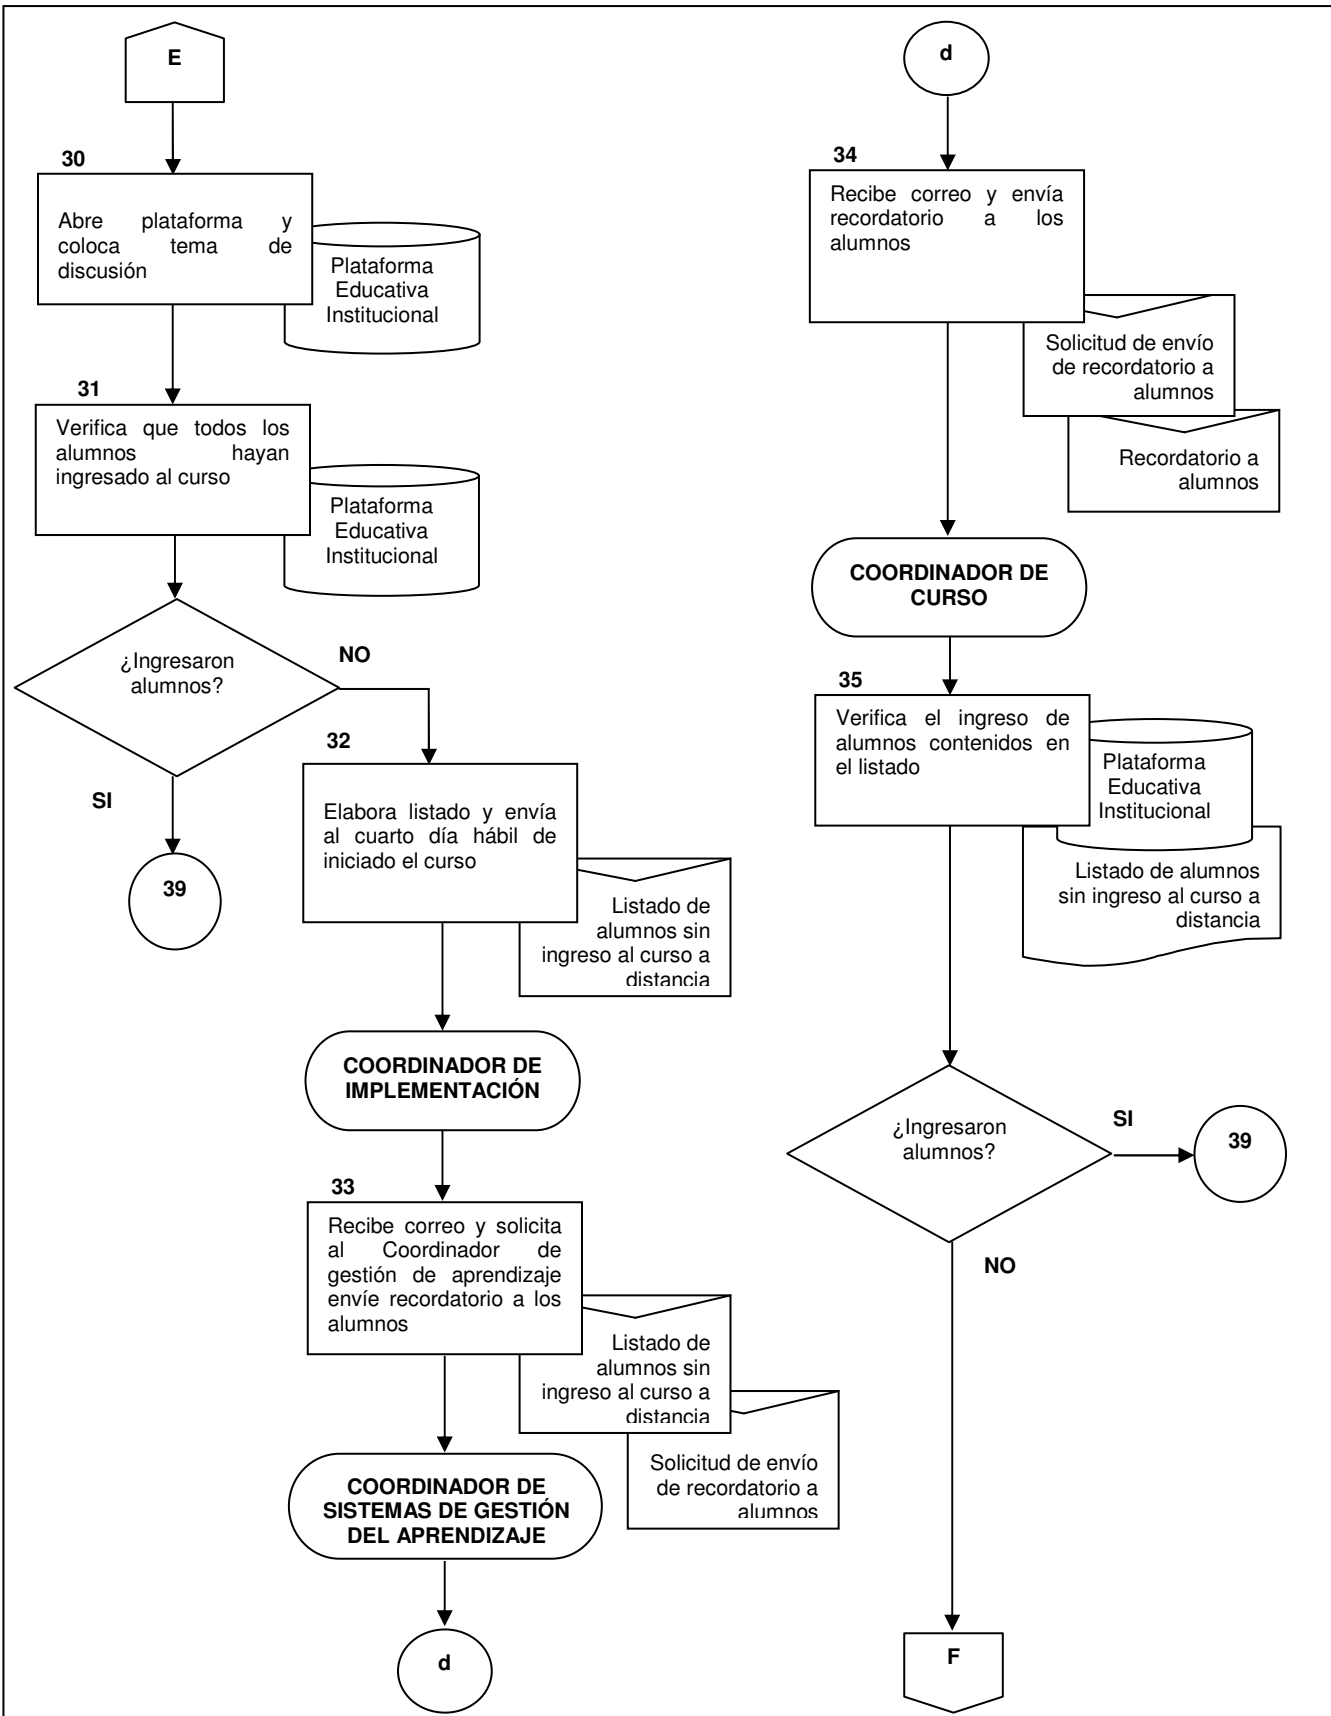 E
30
Abre plataforma y
coloca tema de
discusión
Plataforma
Educativa
Institucional
31
Verifica que todos los
alumnos hayan
ingresado al curso
Plataforma
Educativa
Institucional
¿Ingresaron
alumnos?
NO
SI
39
32
Elabora listado y envía
al cuarto día hábil de
iniciado el curso
Listado de
alumnos sin
ingreso al curso a
distancia
COORDINADOR DE
IMPLEMENTACIÓN
33
Recibe correo y solicita
al Coordinador de
gestión de aprendizaje
envíe recordatorio a los
alumnos
Listado de
alumnos sin
ingreso al curso a
distancia
Solicitud de envío
de recordatorio a
alumnos
COORDINADOR DE
SISTEMAS DE GESTIÓN
DEL APRENDIZAJE
d
d
34
Recibe correo y envía
recordatorio a los
alumnos
Solicitud de envío
de recordatorio a
alumnos
Recordatorio a
alumnos
COORDINADOR DE
CURSO
35
Verifica el ingreso de
alumnos contenidos en
el listado
Plataforma
Educativa
Institucional
Listado de alumnos
sin ingreso al curso a
distancia
¿Ingresaron
alumnos?
SI
39
NO
F